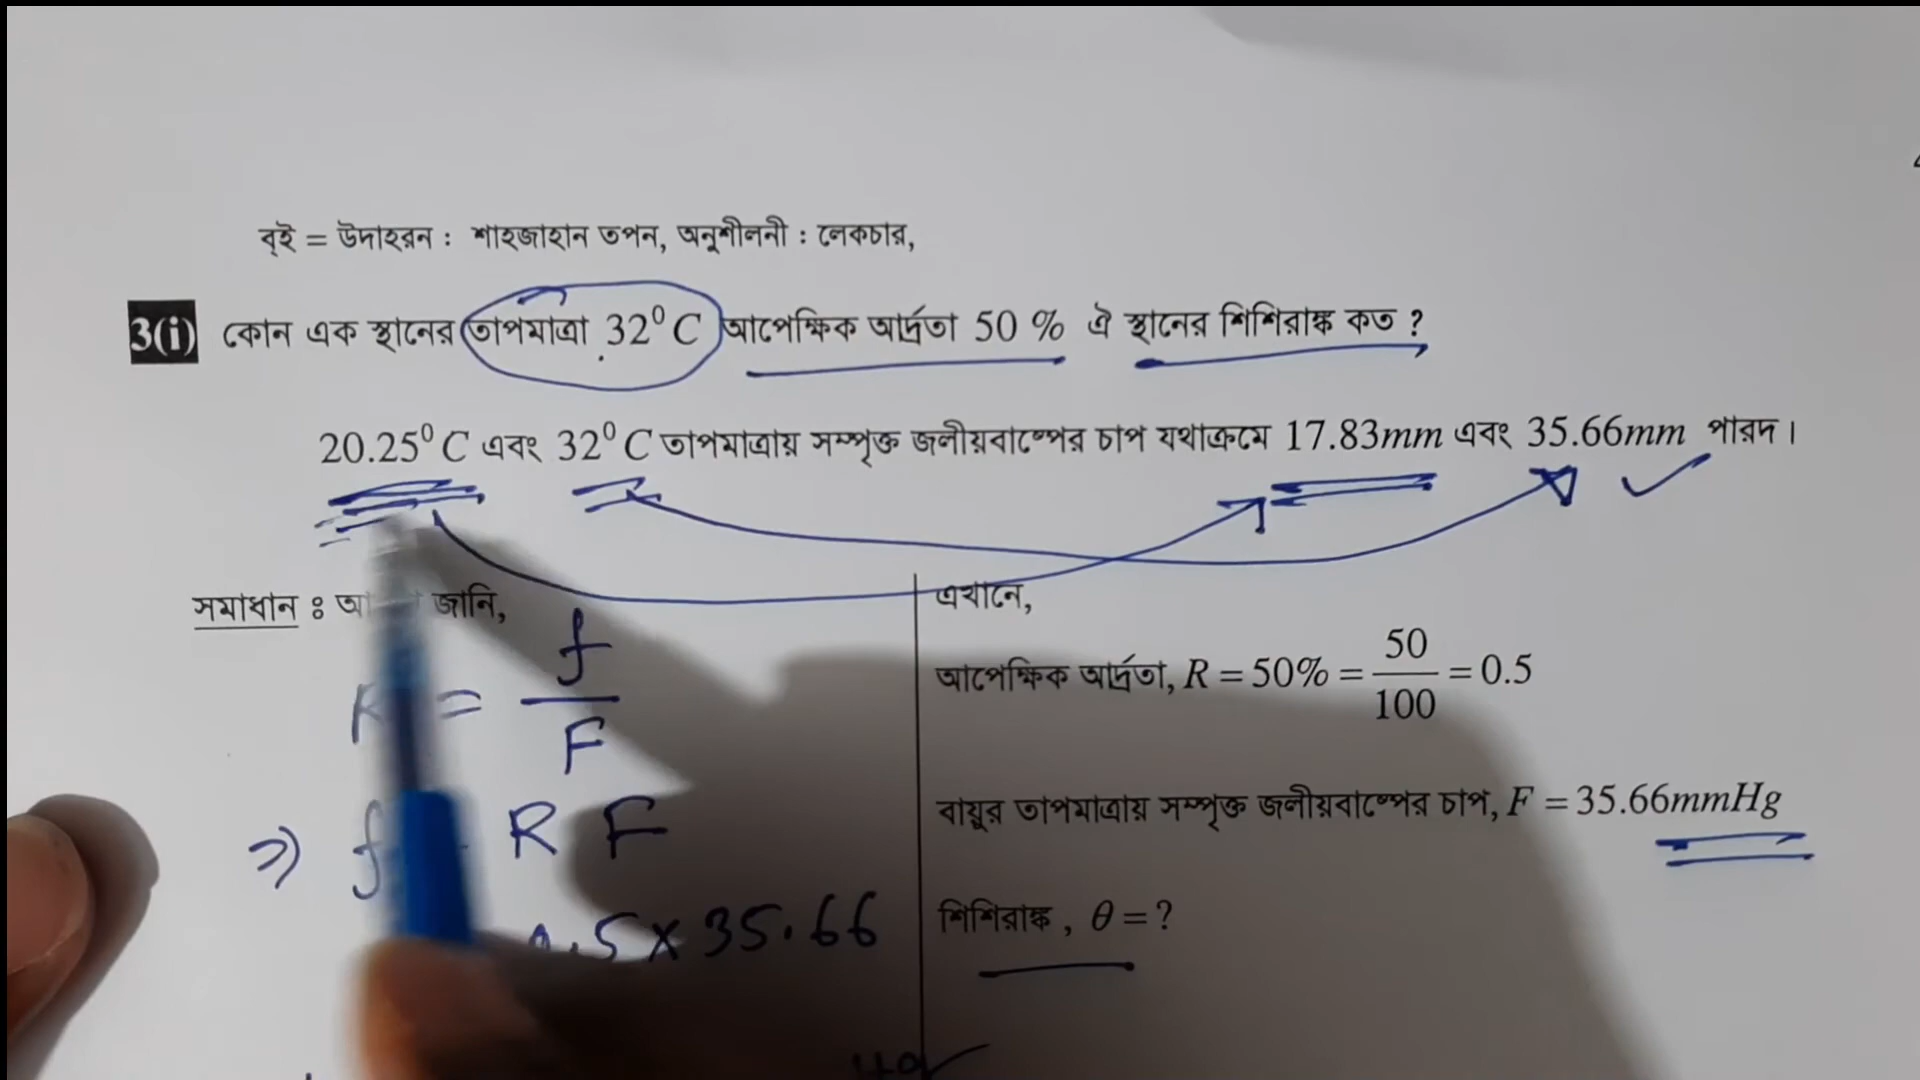 বই = উদাহরন : শাহজাহান তপন, অনুশীলনী : লেকচার,
3(i) কোন এক স্থানের তাপমাত্রা 32⁰C আপেক্ষিক আর্দ্রতা 50 % ঐ স্থানের শিশিরাঙ্ক কত ?
20.25⁰C এবং 32⁰C তাপমাত্রায় সম্পৃক্ত জলীয়বাষ্পের চাপ যথাক্রমে 17.83mm এবং 35.66mm পারদ।
সমাধান ঃ জানি,
= f/F
⇒ f RF
.5 × 35.66
এখানে,
আপেক্ষিক আর্দ্রতা, R = 50% = 50/100 = 0.5
বায়ুর তাপমাত্রায় সম্পৃক্ত জলীয়বাষ্পের চাপ, F = 35.66mmHg
শিশিরাঙ্ক , θ = ?